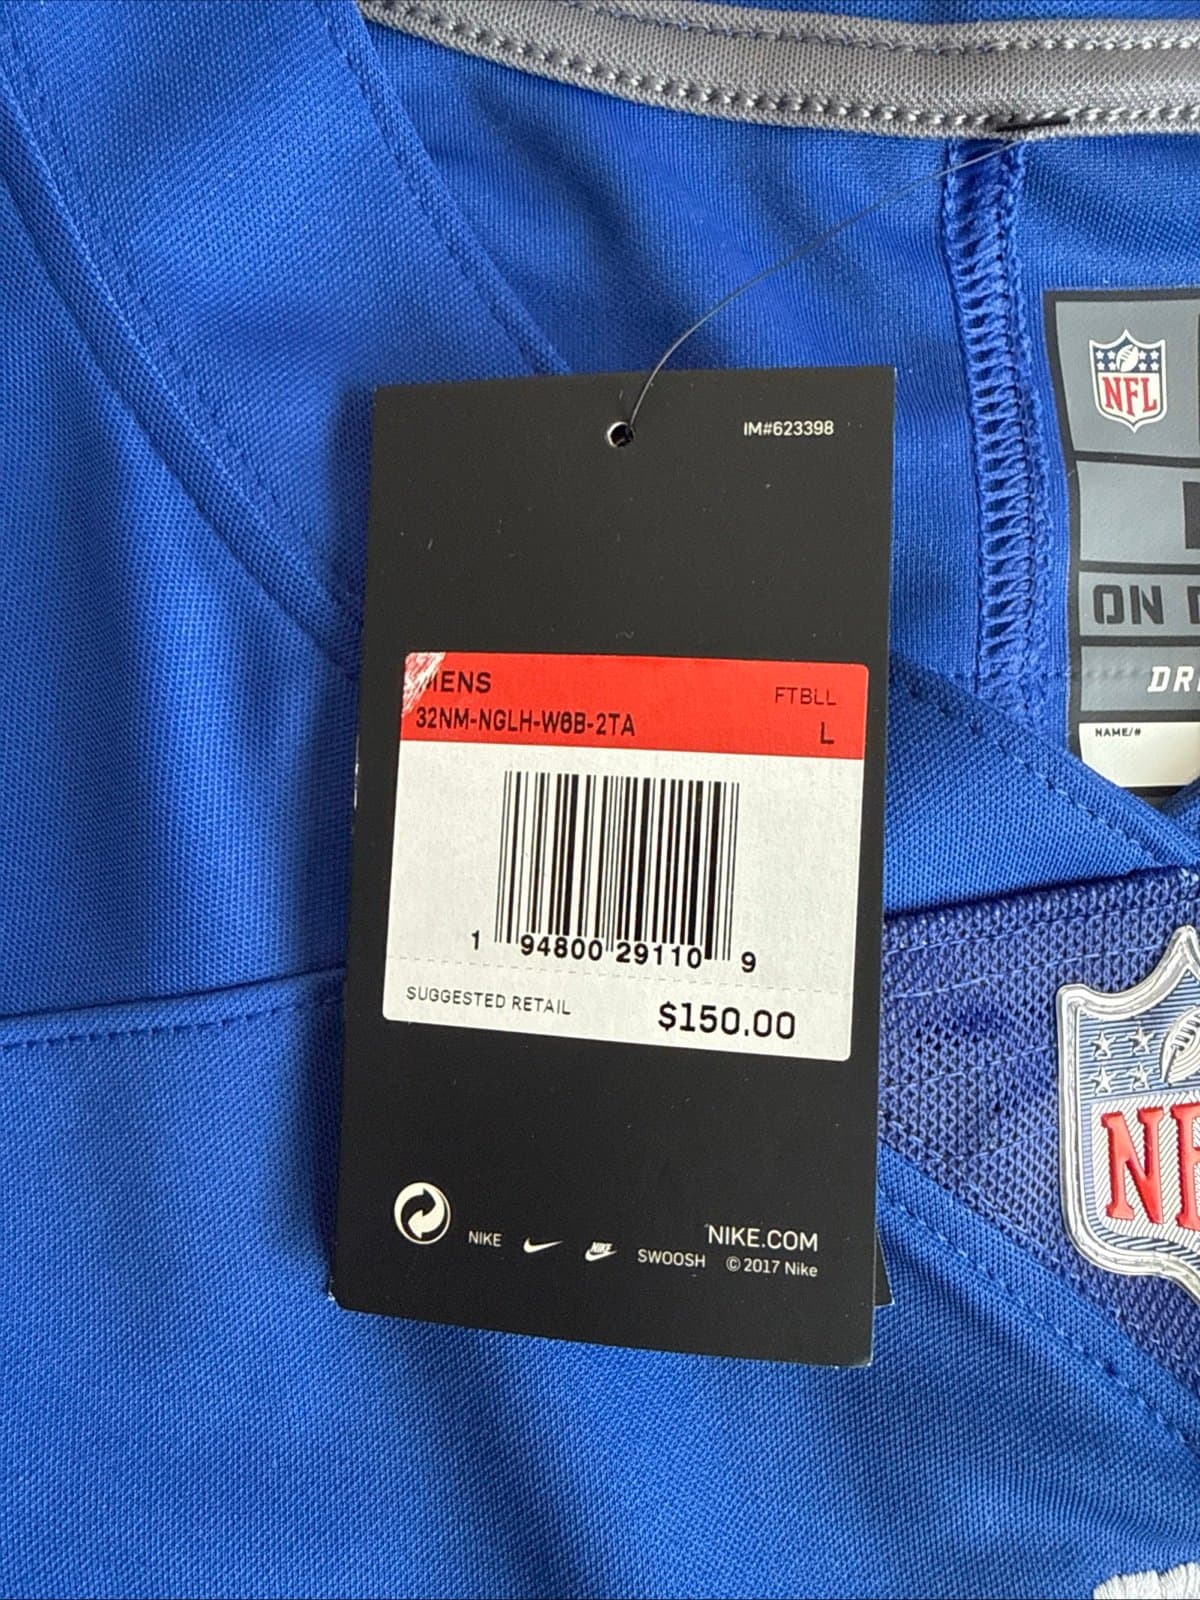 IM#623398
NFL
ON
NAME/#
MENS
FTBLL
32NM-NGLH-W6B-2TA
L
1 94800 29110 9
SUGGESTED RETAIL
$150.00
NIKE
NIKE
SWOOSH
NIKE.COM
© 2017 Nike